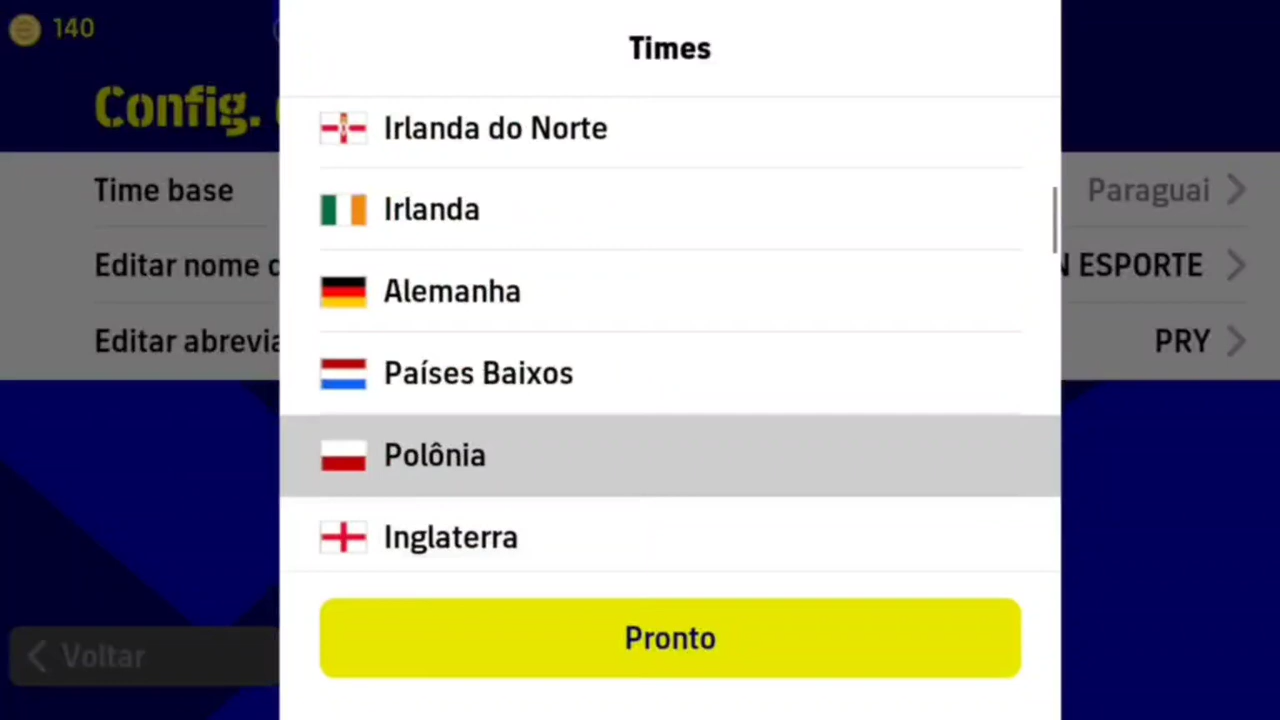 140
Times
Config.
Irlanda do Norte
Time base
Paraguai
Irlanda
Editar nome
N ESPORTE
Alemanha
Editar abrevia
PRY
Países Baixos
Polônia
Inglaterra
Pronto
Voltar